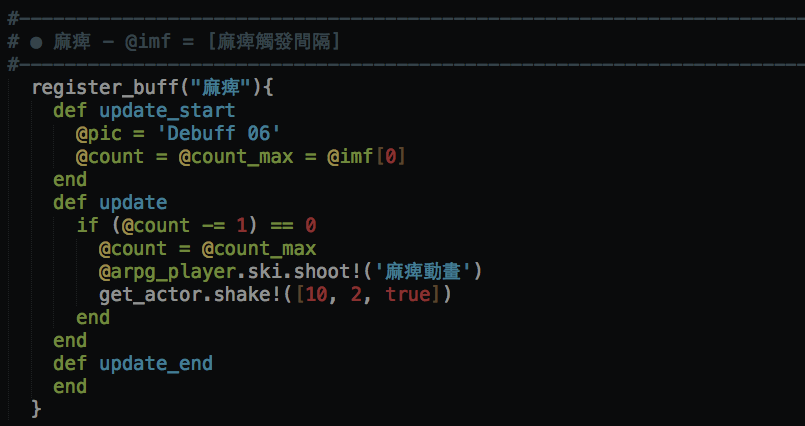 #------------------------------------------------------------------
# ● 麻痺 - @imf = [麻痺觸發間隔]
#------------------------------------------------------------------
  register_buff("麻痺"){
    def update_start
      @pic = 'Debuff 06'
      @count = @count_max = @imf[0]
    end
    def update
      if (@count -= 1) == 0
        @count = @count_max
        @arpg_player.ski.shoot!('麻痺動畫')
        get_actor.shake!([10, 2, true])
      end
    end
    def update_end
    end
  }